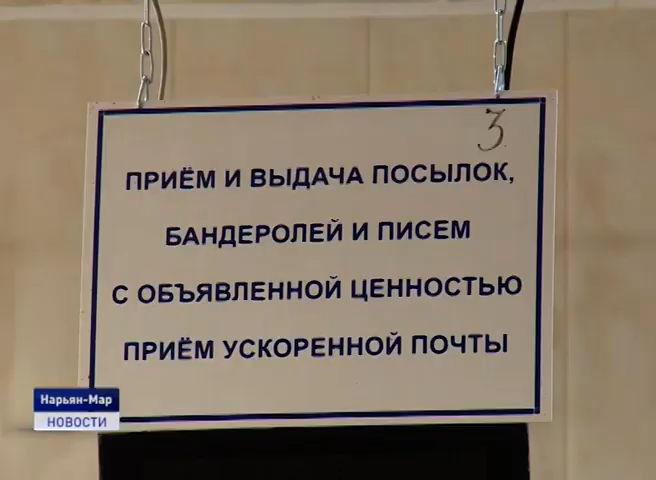 3
ПРИЁМ И ВЫДАЧА ПОСЫЛОК,
БАНДЕРОЛЕЙ И ПИСЕМ
С ОБЪЯВЛЕННОЙ ЦЕННОСТЬЮ
ПРИЁМ УСКОРЕННОЙ ПОЧТЫ
Нарьян-Мар
НОВОСТИ